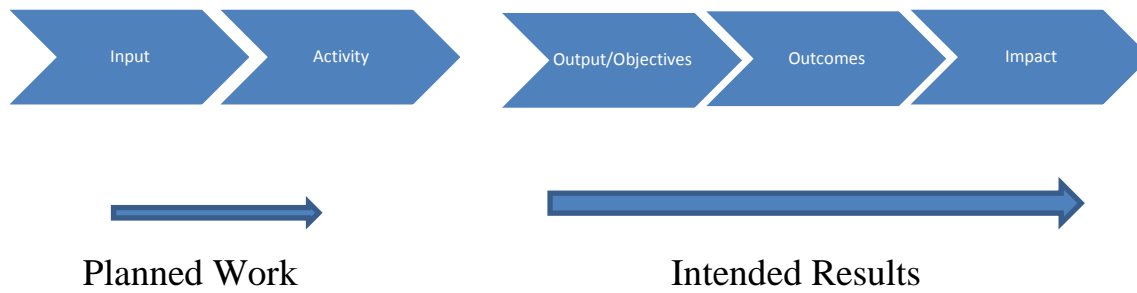 Input
Activity
Output/Objectives
Outcomes
Impact
Planned Work
Intended Results